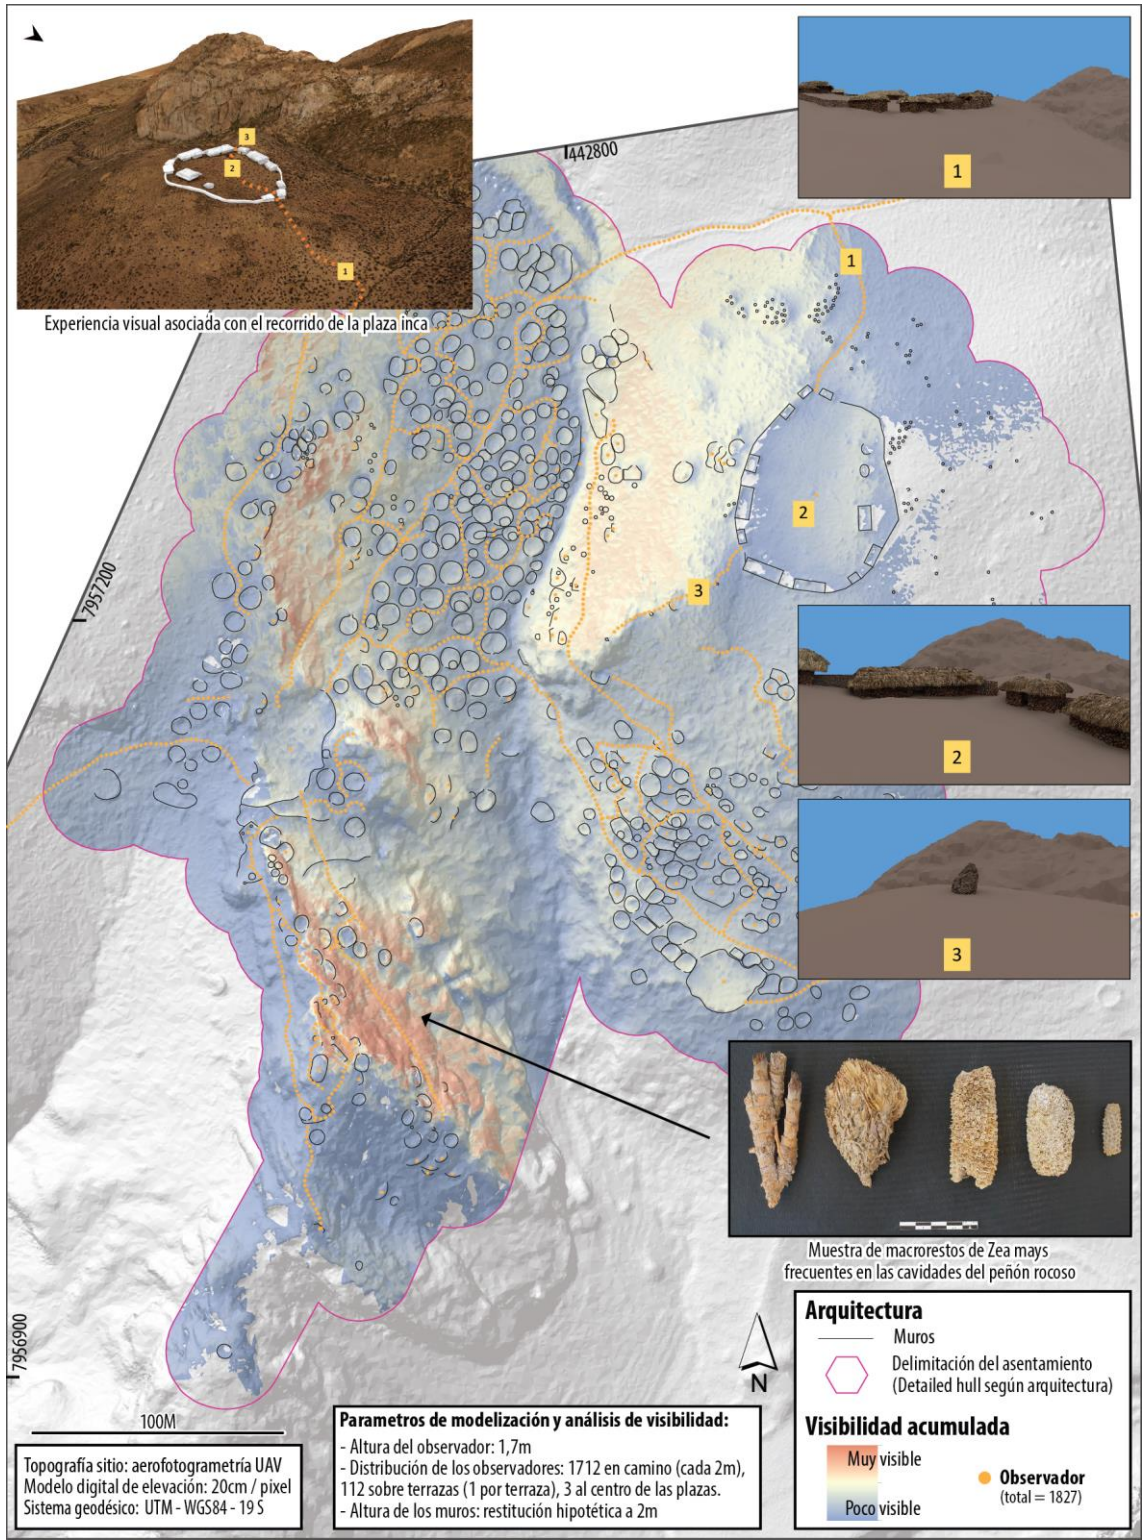 3
2
1
Experiencia visual asociada con el recorrido de la plaza inca
442800
1
1
2
3
7957200
2
3
7956900
Muestra de macrorestos de Zea mays
frecuentes en las cavidades del peñón rocoso
N
100M
Topografía sitio: aerofotogrametría UAV
Modelo digital de elevación: 20cm / pixel
Sistema geodésico: UTM - WGS84 - 19 S
Parametros de modelización y análisis de visibilidad:
- Altura del observador: 1,7m
- Distribución de los observadores: 1712 en camino (cada 2m),
112 sobre terrazas (1 por terraza), 3 al centro de las plazas.
- Altura de los muros: restitución hipotética a 2m
Arquitectura
Muros
Delimitación del asentamiento
(Detailed hull según arquitectura)
Visibilidad acumulada
Muy visible
Poco visible
Observador
(total = 1827)